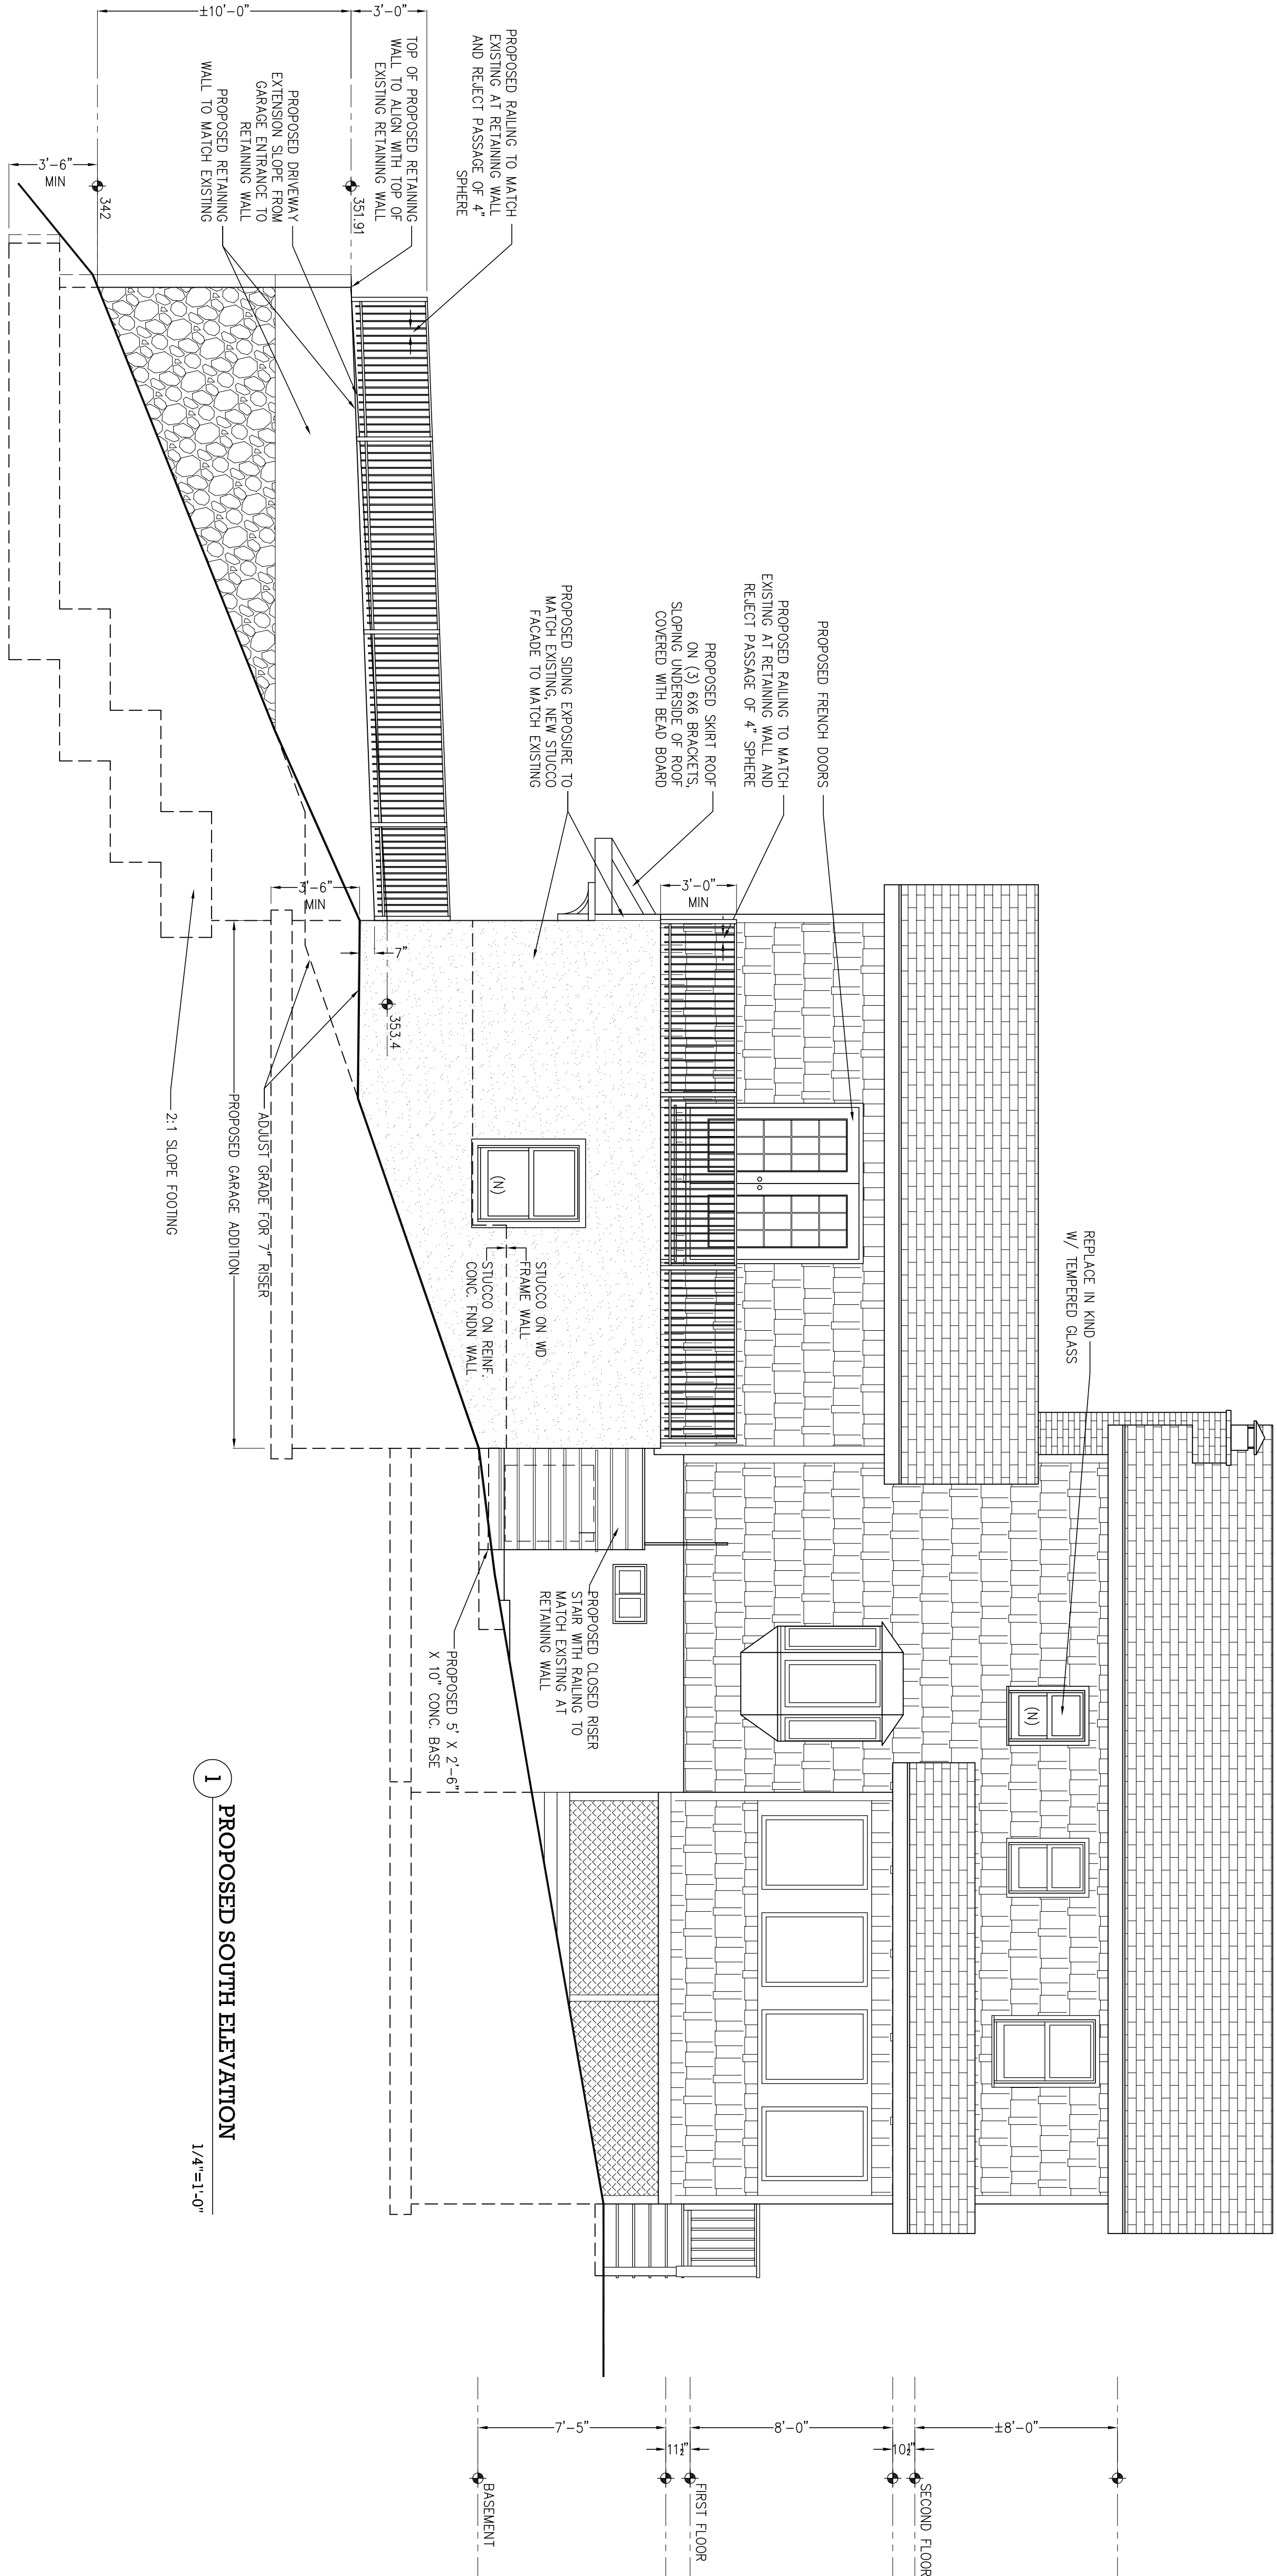 ±10'-0"
3'-0"
PROPOSED RAILING TO MATCH
EXISTING AT RETAINING WALL
AND REJECT PASSAGE OF 4"
SPHERE
TOP OF PROPOSED RETAINING
WALL TO ALIGN WITH TOP OF
EXISTING RETAINING WALL
PROPOSED DRIVEWAY
EXTENSION SLOPE FROM
GARAGE ENTRANCE TO
RETAINING WALL
PROPOSED RETAINING
WALL TO MATCH EXISTING
351.91
342
3'-6"
MIN
PROPOSED FRENCH DOORS
PROPOSED RAILING TO MATCH
EXISTING AT RETAINING WALL AND
REJECT PASSAGE OF 4" SPHERE
PROPOSED SKIRT ROOF
ON (3) 6X6 BRACKETS,
SLOPING UNDERSIDE OF ROOF
COVERED WITH BEAD BOARD
PROPOSED SIDING EXPOSURE TO
MATCH EXISTING, NEW STUCCO
FACADE TO MATCH EXISTING
3'-0"
MIN
3'-6"
MIN
7"
353.4
(N)
STUCCO ON WD
FRAME WALL
STUCCO ON REINF.
CONC. FNDN WALL
ADJUST GRADE FOR 7" RISER
PROPOSED GARAGE ADDITION
2:1 SLOPE FOOTING
REPLACE IN KIND
W/ TEMPERED GLASS
(N)
PROPOSED CLOSED RISER
STAIR WITH RAILING TO
MATCH EXISTING AT
RETAINING WALL
PROPOSED 5' X 2'-6"
X 10" CONC. BASE
1
PROPOSED SOUTH ELEVATION
1/4"=1'-0"
±8'-0"
10½"
SECOND FLOOR
8'-0"
11½"
FIRST FLOOR
7'-5"
BASEMENT